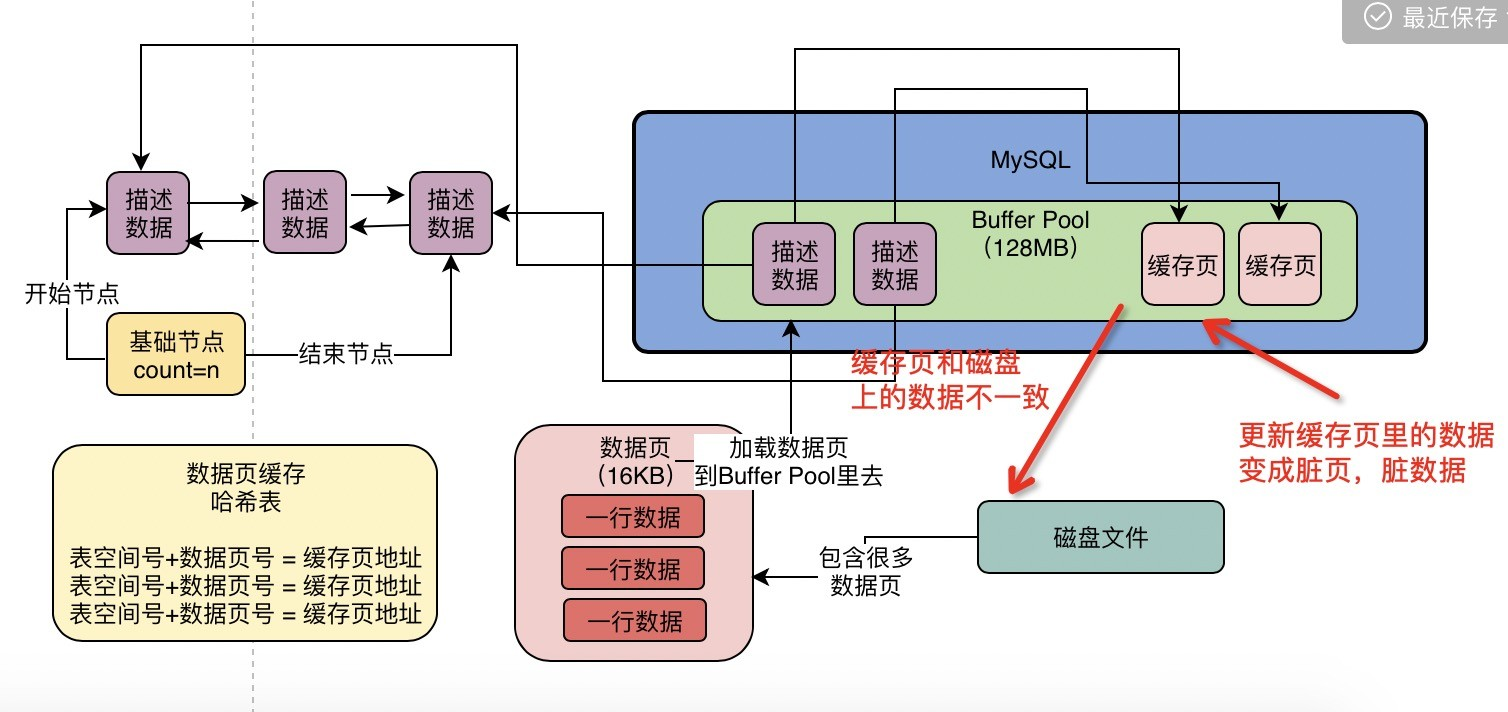 最近保存
MySQL
Buffer Pool
（128MB）
描述
数据
描述
数据
描述
数据
描述
数据
描述
数据
缓存页
缓存页
开始节点
基础节点
count=n
结束节点
缓存页和磁盘
上的数据不一致
更新缓存页里的数据
变成脏页，脏数据
数据页缓存
哈希表
表空间号+数据页号 = 缓存页地址
表空间号+数据页号 = 缓存页地址
表空间号+数据页号 = 缓存页地址
数据页
（16KB）
加载数据页
到Buffer Pool里去
一行数据
一行数据
一行数据
包含很多
数据页
磁盘文件